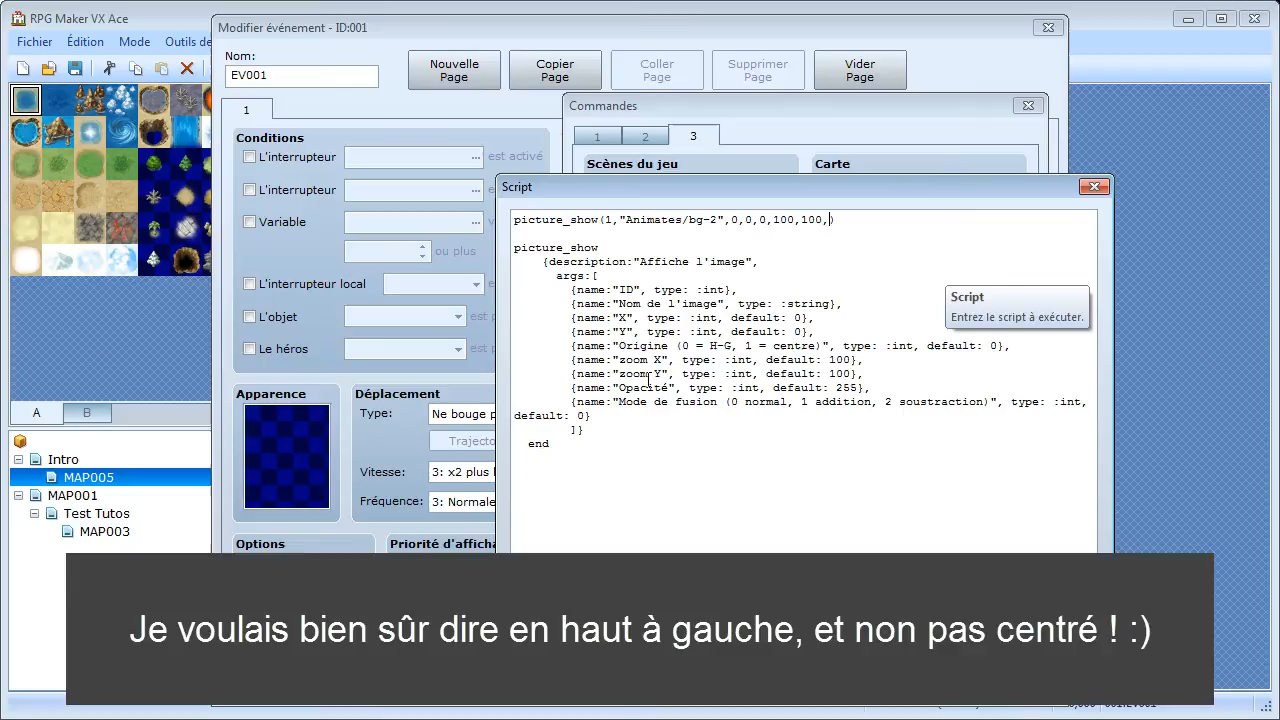 RPG Maker VX Ace
Fichier Édition Mode Outils de
Modifier événement - ID:001
Nom:
EV001
Nouvelle Page
Copier Page
Coller Page
Supprimer Page
Vider Page
1
Conditions
L'interrupteur ... est activé
L'interrupteur ...
Variable ...
ou plus
L'interrupteur local
L'objet
Le héros
Apparence
Déplacement
Type: Ne bouge p
Trajecto
Vitesse: 3: x2 plus l
Fréquence: 3: Normale
Options
Priorité d'afficha
Commandes
1 2 3
Scènes du jeu
Carte
Script
picture_show(1,"Animates/bg-2",0,0,0,100,100,)
picture_show
{description:"Affiche l'image",
args:[
{name:"ID", type: :int},
{name:"Nom de l'image", type: :string},
{name:"X", type: :int, default: 0},
{name:"Y", type: :int, default: 0},
{name:"Origine (0 = H-G, 1 = centre)", type: :int, default: 0},
{name:"zoom X", type: :int, default: 100},
{name:"zoom Y", type: :int, default: 100},
{name:"Opacité", type: :int, default: 255},
{name:"Mode de fusion (0 normal, 1 addition, 2 soustraction)", type: :int,
default: 0}
]}
end
Script
Entrez le script à exécuter.
A B
Intro
MAP005
MAP001
Test Tutos
MAP003
Je voulais bien sûr dire en haut à gauche, et non pas centré ! :)